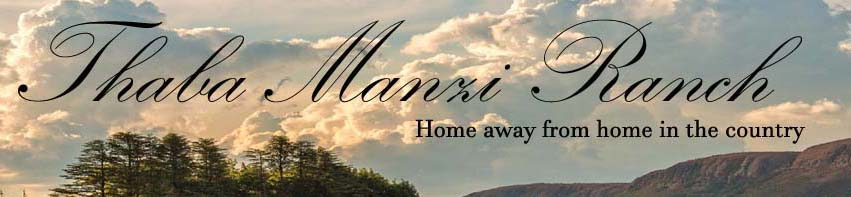 Thaba Manzi Ranch
Home away from home in the country